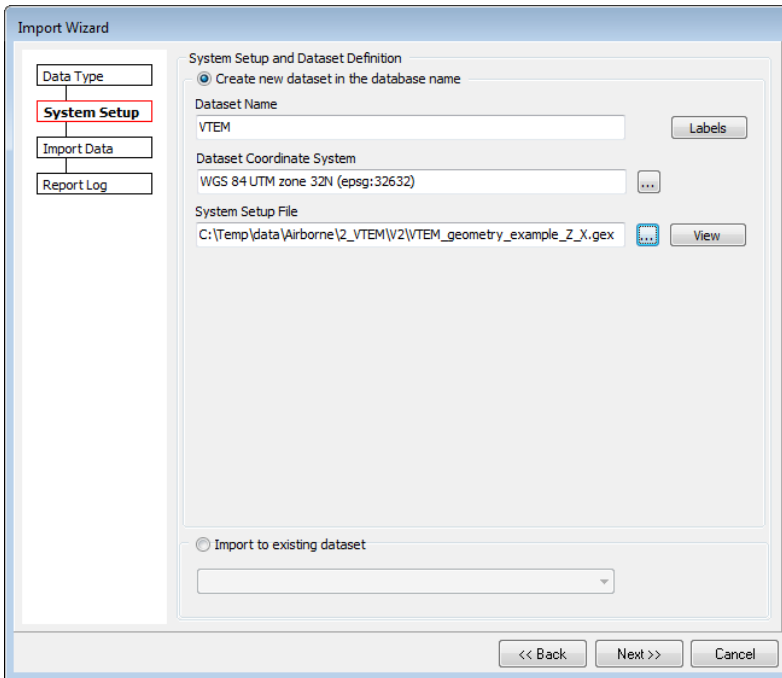 Import Wizard
Data Type
System Setup
Import Data
Report Log
System Setup and Dataset Definition
Create new dataset in the database name
Dataset Name
VTEM
Labels
Dataset Coordinate System
WGS 84 UTM zone 32N (epsg:32632)
...
System Setup File
C:\Temp\data\Airborne\2_VTEM\V2\VTEM_geometry_example_Z_X.gex
...
View
Import to existing dataset
<< Back
Next >>
Cancel